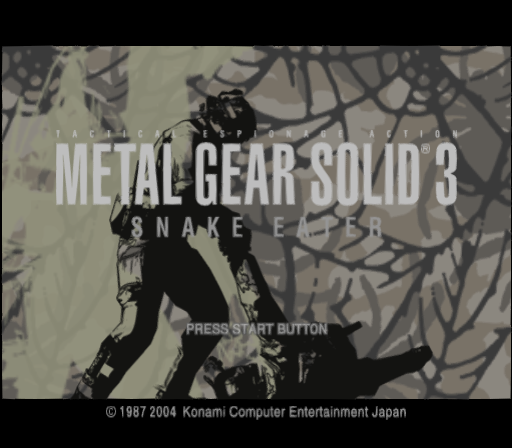 TACTICAL ESPIONAGE ACTION
METAL GEAR SOLID® 3
SNAKE EATER
PRESS START BUTTON
© 1987 2004 Konami Computer Entertainment Japan